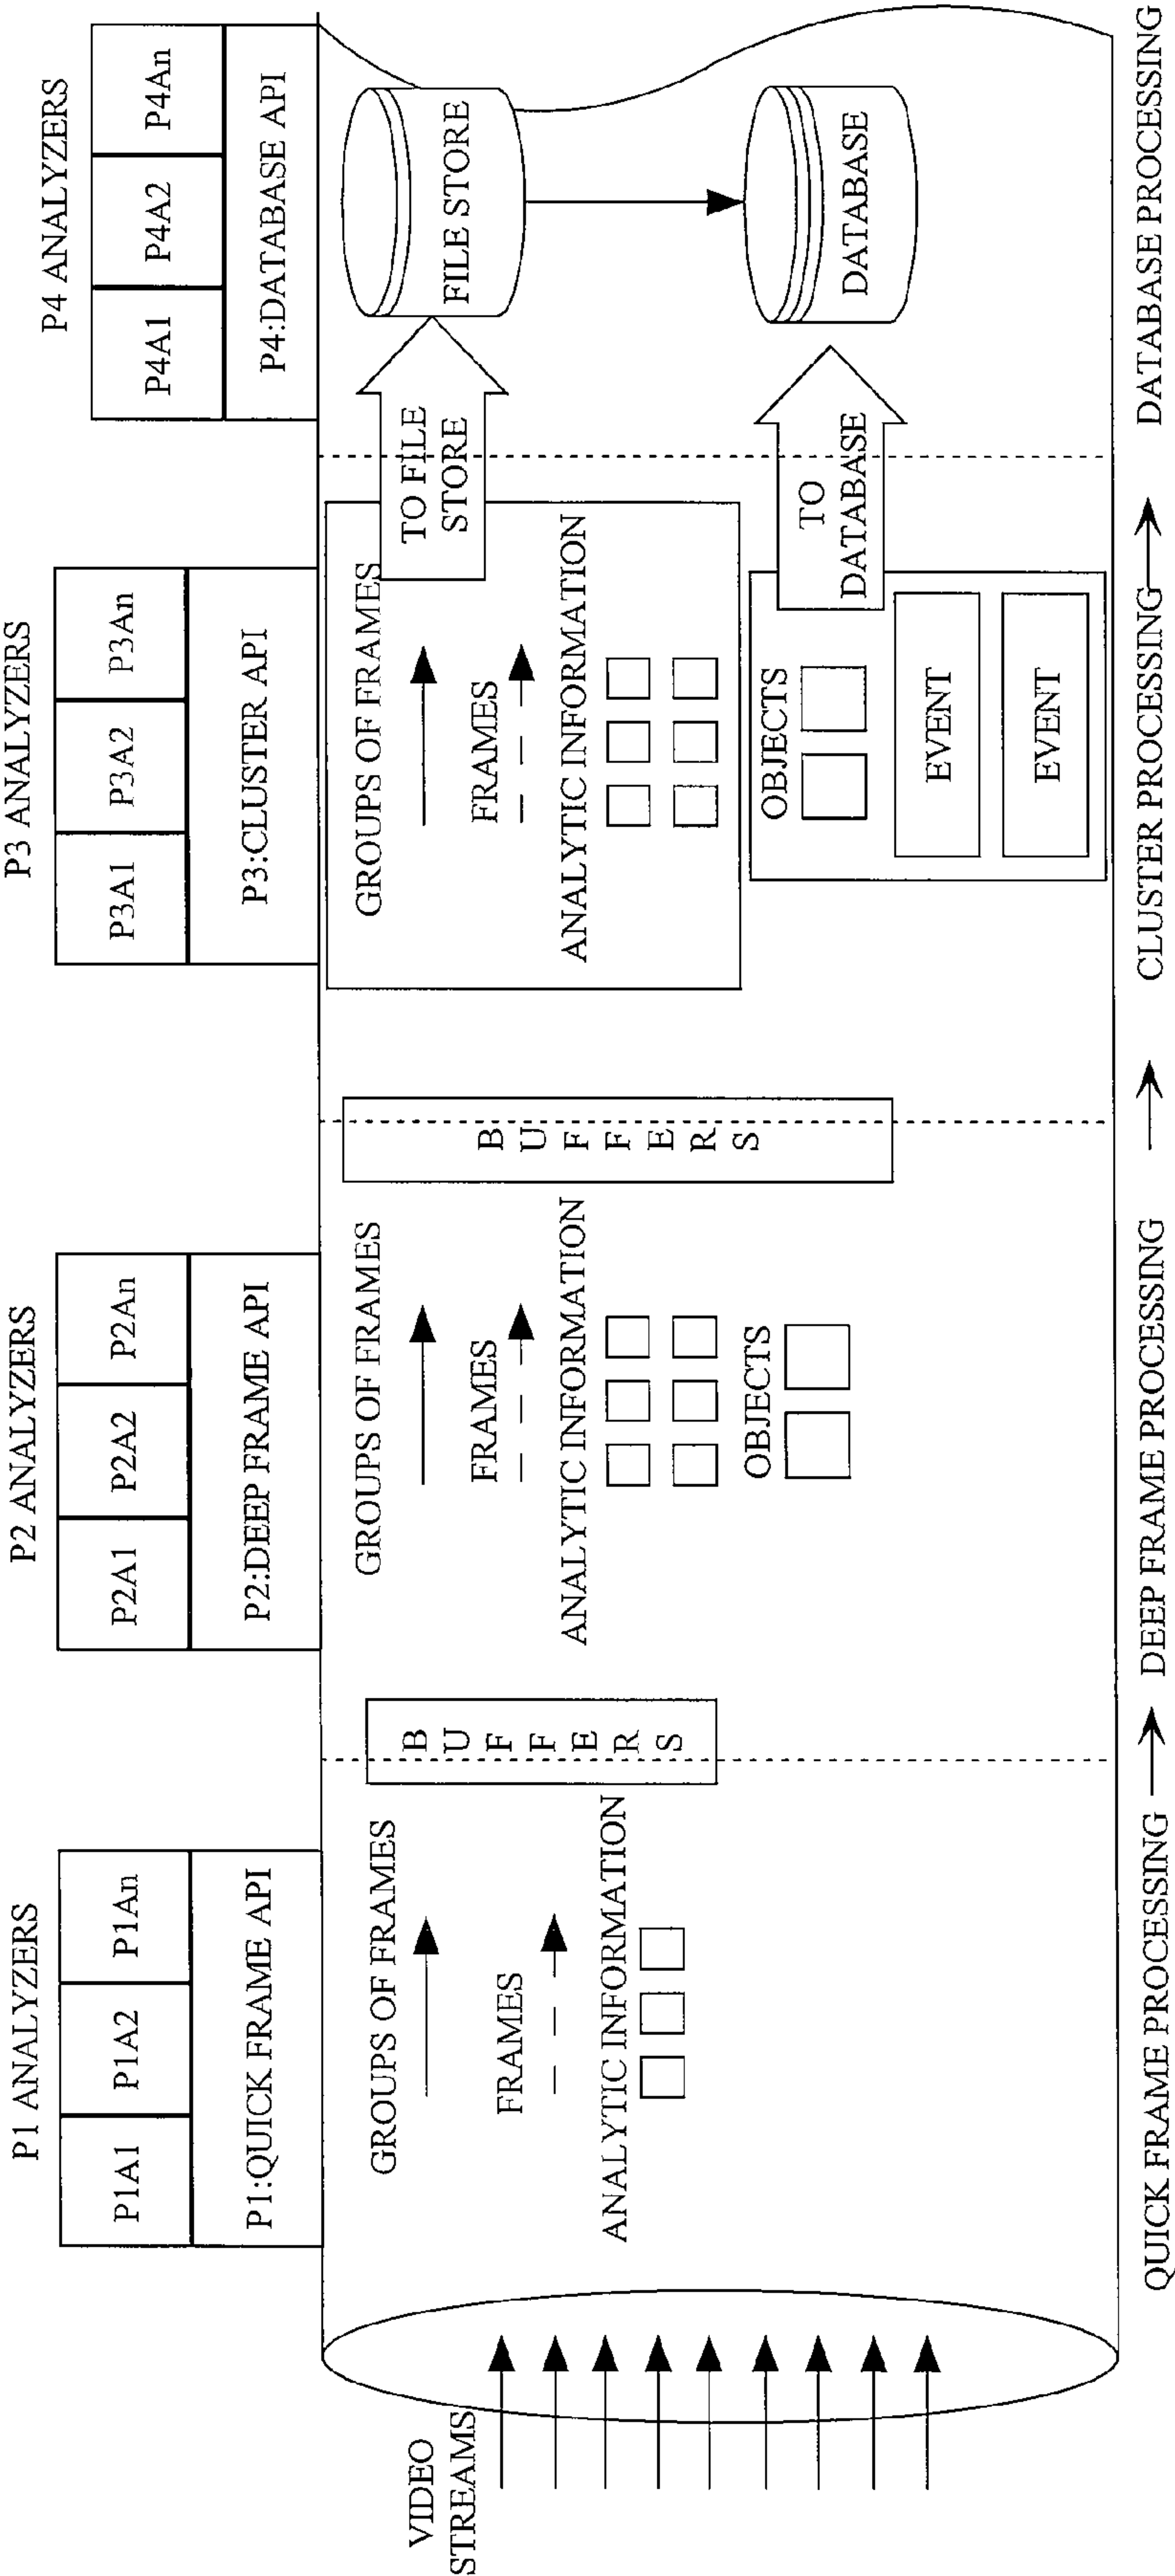 P1 ANALYZERS
P1A1
P1A2
P1An
P1:QUICK FRAME API
P2 ANALYZERS
P2A1
P2A2
P2An
P2:DEEP FRAME API
P3 ANALYZERS
P3A1
P3A2
P3An
P3:CLUSTER API
P4 ANALYZERS
P4A1
P4A2
P4An
P4:DATABASE API
VIDEO
STREAMS
GROUPS OF FRAMES
FRAMES
ANALYTIC INFORMATION
BUFFERS
GROUPS OF FRAMES
FRAMES
ANALYTIC INFORMATION
OBJECTS
BUFFERS
GROUPS OF FRAMES
FRAMES
ANALYTIC INFORMATION
OBJECTS
EVENT
EVENT
TO FILE
STORE
TO
DATABASE
FILE STORE
DATABASE
QUICK FRAME PROCESSING
DEEP FRAME PROCESSING
CLUSTER PROCESSING
DATABASE PROCESSING